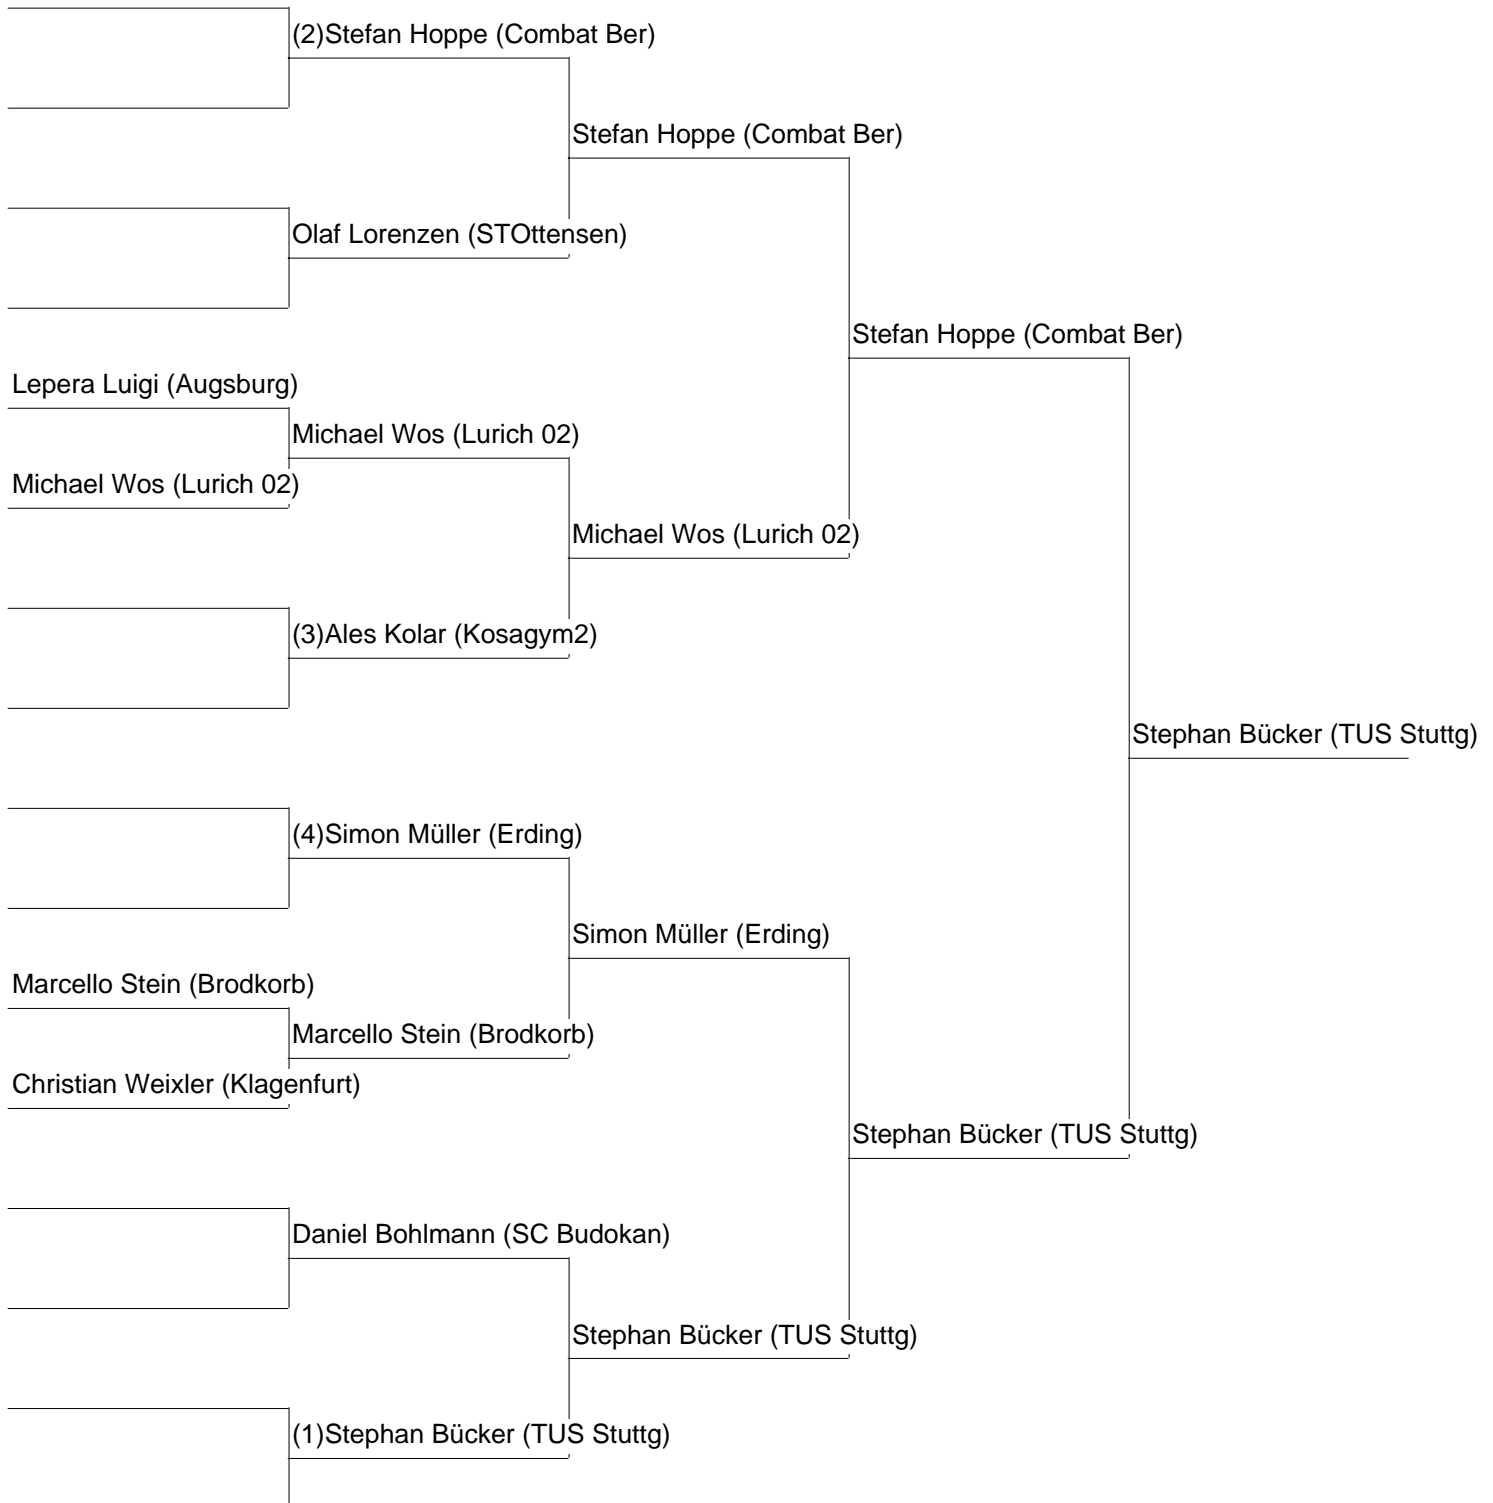 (2)Stefan Hoppe (Combat Ber)
Stefan Hoppe (Combat Ber)
Olaf Lorenzen (STOttensen)
Stefan Hoppe (Combat Ber)
Lepera Luigi (Augsburg)
Michael Wos (Lurich 02)
Michael Wos (Lurich 02)
Michael Wos (Lurich 02)
(3)Ales Kolar (Kosagym2)
Stephan Bücker (TUS Stuttg)
(4)Simon Müller (Erding)
Simon Müller (Erding)
Marcello Stein (Brodkorb)
Marcello Stein (Brodkorb)
Christian Weixler (Klagenfurt)
Stephan Bücker (TUS Stuttg)
Daniel Bohlmann (SC Budokan)
Stephan Bücker (TUS Stuttg)
(1)Stephan Bücker (TUS Stuttg)